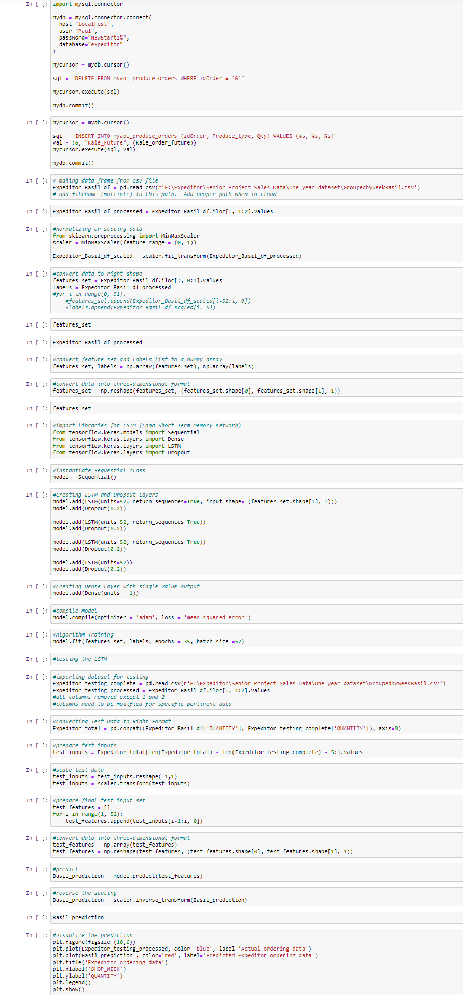 In [ ]: import mysql.connector
mydb = mysql.connector.connect(
host="localhost",
user="Paul",
password="N3wStart1%",
database="expeditor"
)
mycursor = mydb.cursor()
sql = "DELETE FROM myapi_produce_orders WHERE idOrder = '6'"
mycursor.execute(sql)
mydb.commit()
In [ ]: mycursor = mydb.cursor()
sql = "INSERT INTO myapi_produce_orders (idOrder, Produce_type, Qty) VALUES (%s, %s, %s)"
val = (6, "Kale_Future", (Kale_order_future))
mycursor.execute(sql, val)
mydb.commit()
In [ ]: # making data frame from csv file
Expeditor_Basil_df = pd.read_csv(r'E:\Expeditor\Senior_Project_Sales_Data\One_year_dataset\GroupedbyweekBasil.csv')
# add filename (multiple) to this path. Add proper path when in cloud
In [ ]: Expeditor_Basil_df_processed = Expeditor_Basil_df.iloc[:, 1:2].values
In [ ]: #normalizing or scaling data
from sklearn.preprocessing import MinMaxScaler
scaler = MinMaxScaler(feature_range = (0, 1))
Expeditor_Basil_df_scaled = scaler.fit_transform(Expeditor_Basil_df_processed)
In [ ]: #convert data to right shape
features_set = Expeditor_Basil_df.iloc[:, 0:1].values
labels = Expeditor_Basil_df_processed
#for i in range(0, 51):
#features_set.append(Expeditor_Basil_df_scaled[i-52:i, 0])
#labels.append(Expeditor_Basil_df_scaled[i, 0])
In [ ]: features_set
In [ ]: Expeditor_Basil_df_processed
In [ ]: #convert feature_set and labels list to a numpy array
features_set, labels = np.array(features_set), np.array(labels)
In [ ]: #convert data into three-dimensional format
features_set = np.reshape(features_set, (features_set.shape[0], features_set.shape[1], 1))
In [ ]: features_set
In [ ]: #import libraries for LSTM (Long Short-Term Memory network)
from tensorflow.keras.models import Sequential
from tensorflow.keras.layers import Dense
from tensorflow.keras.layers import LSTM
from tensorflow.keras.layers import Dropout
In [ ]: #instantiate Sequential class
model = Sequential()
In [ ]: #Creating LSTM and Dropout Layers
model.add(LSTM(units=52, return_sequences=True, input_shape= (features_set.shape[1], 1)))
model.add(Dropout(0.2))
model.add(LSTM(units=52, return_sequences=True))
model.add(Dropout(0.2))
model.add(LSTM(units=52, return_sequences=True))
model.add(Dropout(0.2))
model.add(LSTM(units=52))
model.add(Dropout(0.2))
In [ ]: #Creating Dense Layer with single value output
model.add(Dense(units = 1))
In [ ]: #compile model
model.compile(optimizer = 'adam', loss = 'mean_squared_error')
In [ ]: #Algorithm Training
model.fit(features_set, labels, epochs = 35, batch_size =52)
In [ ]: #testing the LSTM
In [ ]: #importing dataset for testing
Expeditor_testing_complete = pd.read_csv(r'E:\Expeditor\Senior_Project_Sales_Data\One_year_dataset\GroupedbyweekBasil.csv')
Expeditor_testing_processed = Expeditor_Basil_df.iloc[:, 1:2].values
#all columns removed except 1 and 2
#columns need to be modified for specific pertinent data
In [ ]: #Converting Test Data to Right Format
Expeditor_total = pd.concat((Expeditor_Basil_df['QUANTITY'], Expeditor_testing_complete['QUANTITY']), axis=0)
In [ ]: #prepare test inputs
test_inputs = Expeditor_total[len(Expeditor_total) - len(Expeditor_testing_complete) - 5:].values
In [ ]: #scale test data
test_inputs = test_inputs.reshape(-1,1)
test_inputs = scaler.transform(test_inputs)
In [ ]: #prepare final test input set
test_features = []
for i in range(1, 52):
test_features.append(test_inputs[i-1:i, 0])
In [ ]: #convert data into three-dimensional format
test_features = np.array(test_features)
test_features = np.reshape(test_features, (test_features.shape[0], test_features.shape[1], 1))
In [ ]: #predict
Basil_prediction = model.predict(test_features)
In [ ]: #reverse the scaling
Basil_prediction = scaler.inverse_transform(Basil_prediction)
In [ ]: Basil_prediction
In [ ]: #visualize the prediction
plt.figure(figsize=(10,6))
plt.plot(Expeditor_testing_processed, color='blue', label='Actual ordering data')
plt.plot(Basil_prediction , color='red', label='Predicted Expeditor ordering data')
plt.title('Expeditor ordering data')
plt.xlabel('SHOP_WEEK')
plt.ylabel('QUANTITY')
plt.legend()
plt.show()